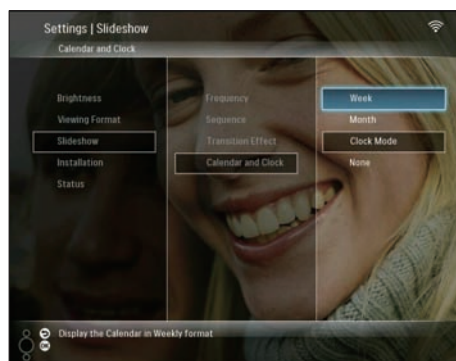 Settings | Slideshow
Calendar and Clock
Brightness
Viewing Format
Slideshow
Installation
Status
Frequency
Sequence
Transition Effect
Calendar and Clock
Week
Month
Clock Mode
None
Display the Calendar in Weekly format
OK